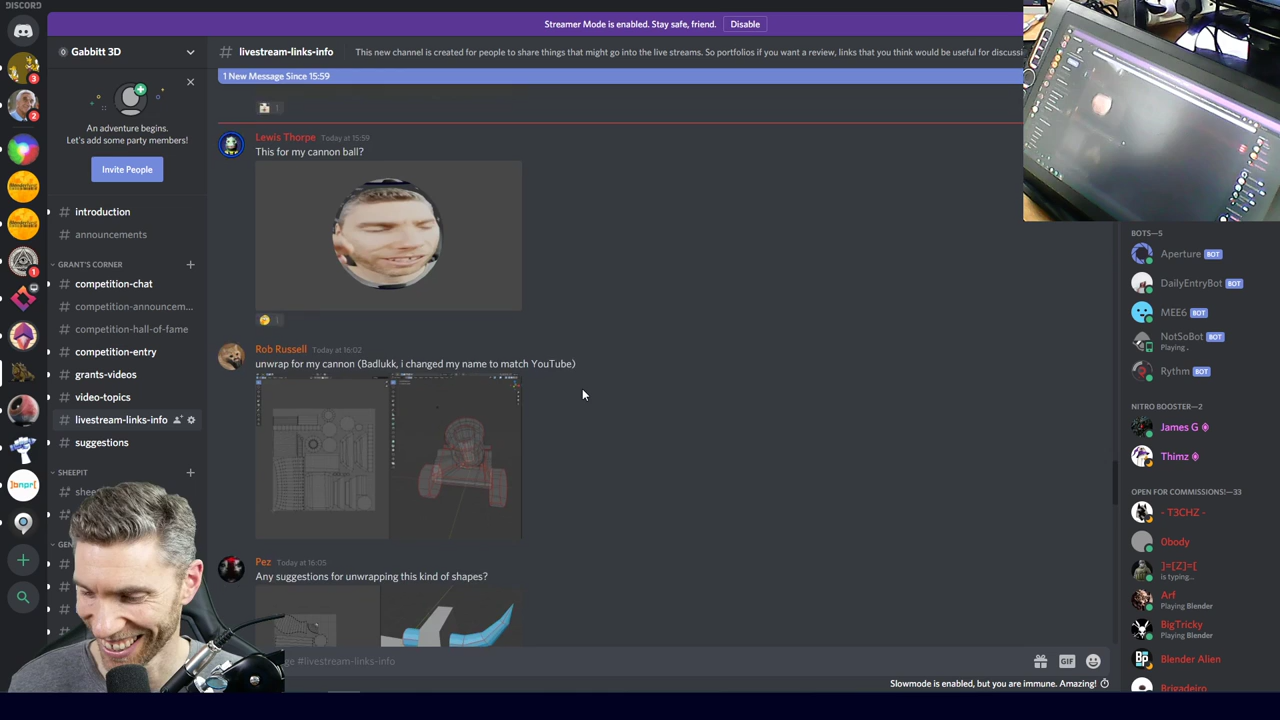 DISCORD
Streamer Mode is enabled. Stay safe, friend.
Disable
Gabbitt 3D
livestream-links-info
This new channel is created for people to share things that might go into the live streams. So portfolios if you want a review, links that you think would be useful for discussi
1 New Message Since 15:59
An adventure begins.
Let's add some party members!
Invite People
introduction
announcements
GRANT'S CORNER
competition-chat
competition-announcem...
competition-hall-of-fame
competition-entry
grants-videos
video-topics
livestream-links-info
suggestions
SHEEPIT
3
2
1
1
Lewis Thorpe Today at 15:59
This for my cannon ball?
1
Rob Russell Today at 16:02
unwrap for my cannon (Badlukk, i changed my name to match YouTube)
Pez Today at 16:05
Any suggestions for unwrapping this kind of shapes?
#livestream-links-info
GIF
Slowmode is enabled, but you are immune. Amazing!
BOTS—5
Aperture BOT
DailyEntryBot BOT
MEE6 BOT
NotSoBot BOT
Playing .
Rythm BOT
NITRO BOOSTER—2
James G
Thimz
OPEN FOR COMMISSIONS!—33
- T3CHZ -
0body
]=[Z]=[
is typing...
Arf
Playing Blender
BigTricky
Playing Blender
Blender Alien
Brigadeiro